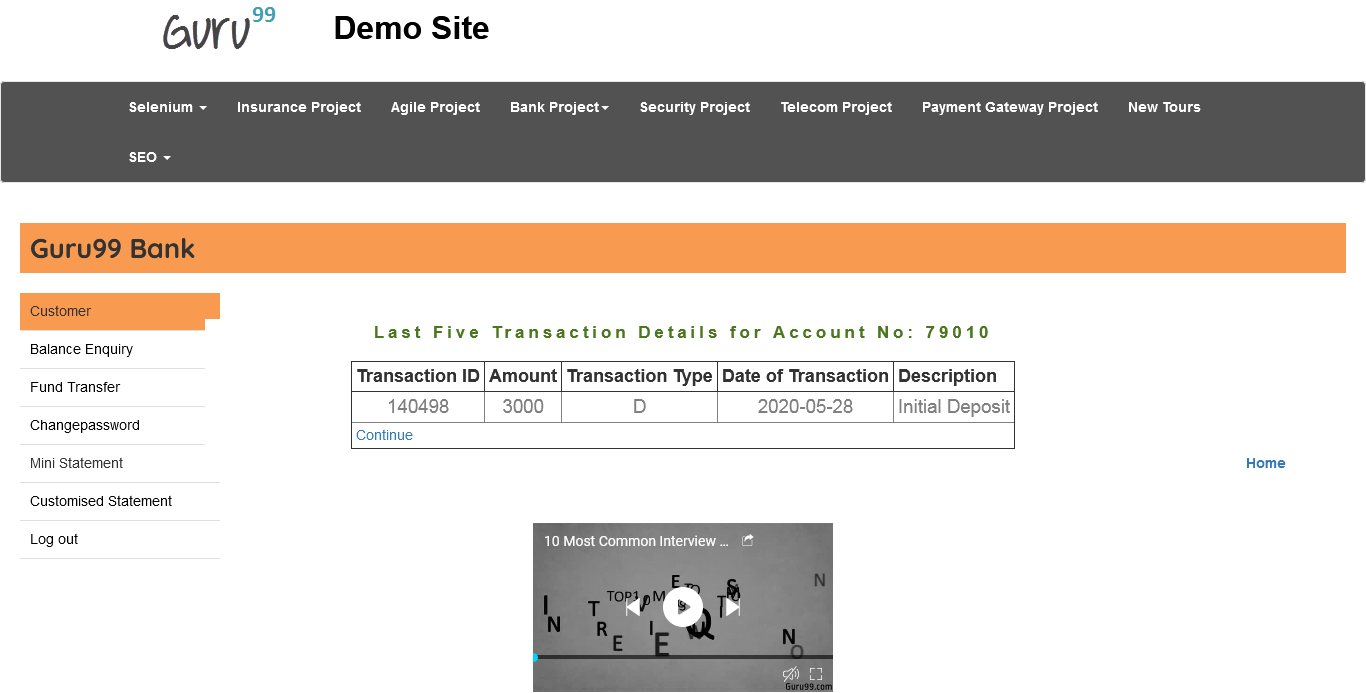 Guru99
Demo Site
Selenium Insurance Project Agile Project Bank Project Security Project Telecom Project Payment Gateway Project New Tours
SEO
Guru99 Bank
Customer
Balance Enquiry
Fund Transfer
Changepassword
Mini Statement
Customised Statement
Log out
Last Five Transaction Details for Account No: 79010
Transaction ID Amount Transaction Type Date of Transaction Description
140498 3000 D 2020-05-28 Initial Deposit
Continue
Home
10 Most Common Interview ...
Guru99.com